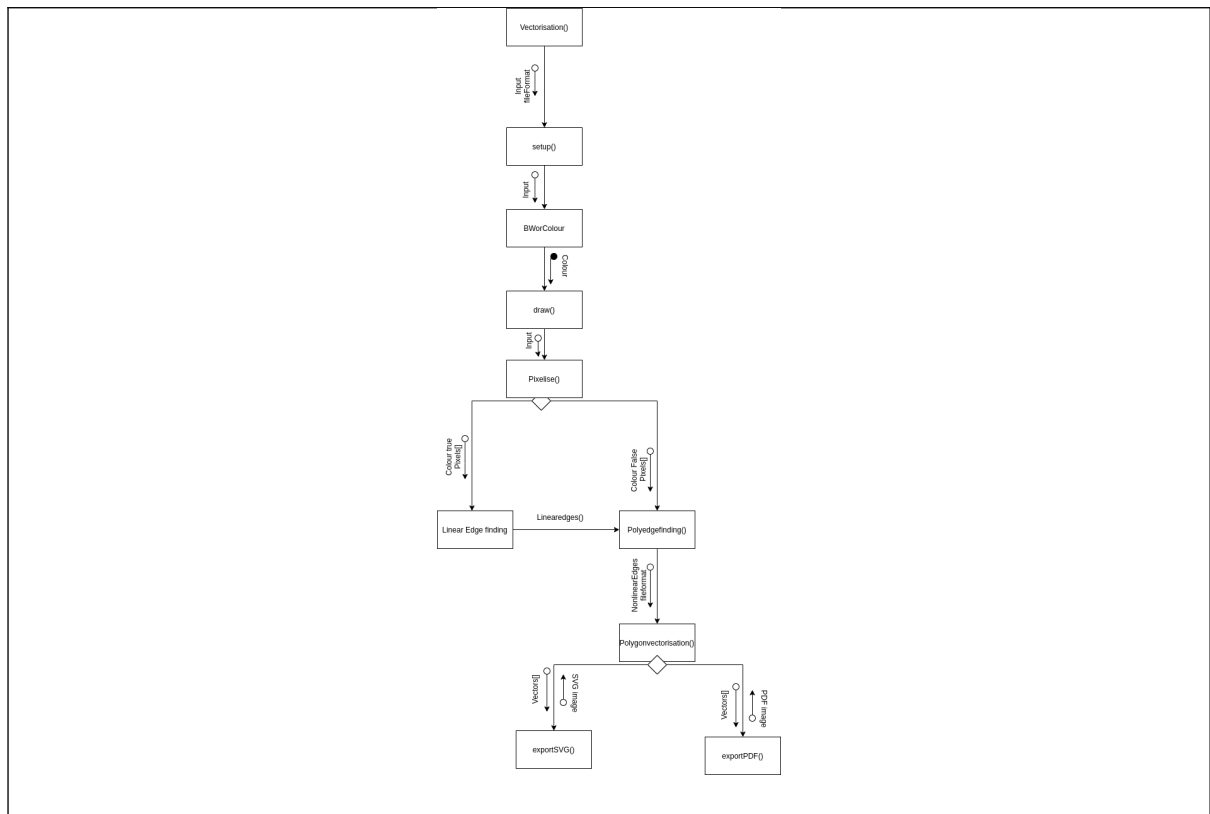 Vectorisation()
Input
fileFormat
setup()
Input
BWorColour
Colour
draw()
Input
Pixelise()
Colour true
Pixels[]
Colour False
Pixels[]
Linear Edge finding
Linearedges()
Polyedgefinding()
NonlinearEdges
fileformat
Polygonvectorisation()
Vectors[]
SVG image
Vectors[]
PDF image
exportSVG()
exportPDF()